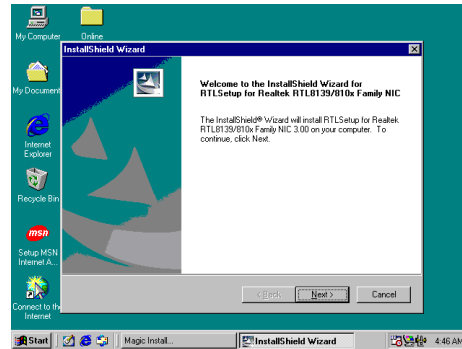 My Computer
Online
InstallShield Wizard
My Document
Welcome to the InstallShield Wizard for
RTLSetup for Realtek RTL8139/810x Family NIC
The InstallShield® Wizard will install RTLSetup for Realtek
RTL8139/810x Family NIC 3.00 on your computer. To
continue, click Next.
Internet
Explorer
Recycle Bin
msn
Setup MSN
Internet A...
Connect to the
Internet
< Back
Next >
Cancel
Start
Magic Install...
InstallShield Wizard
4:46 AM